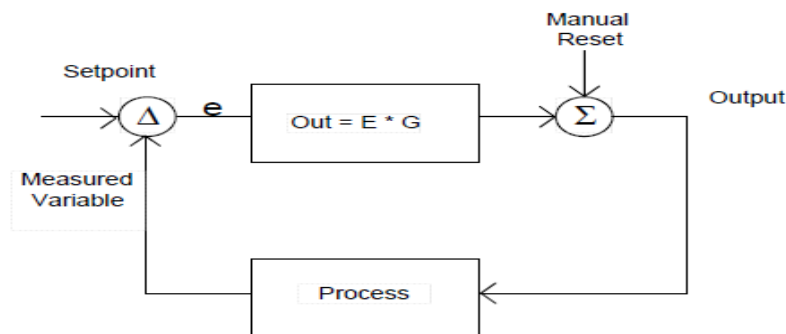 Manual
Reset
Setpoint
Output
Δ
e
Out = E * G
Σ
Measured
Variable
Process